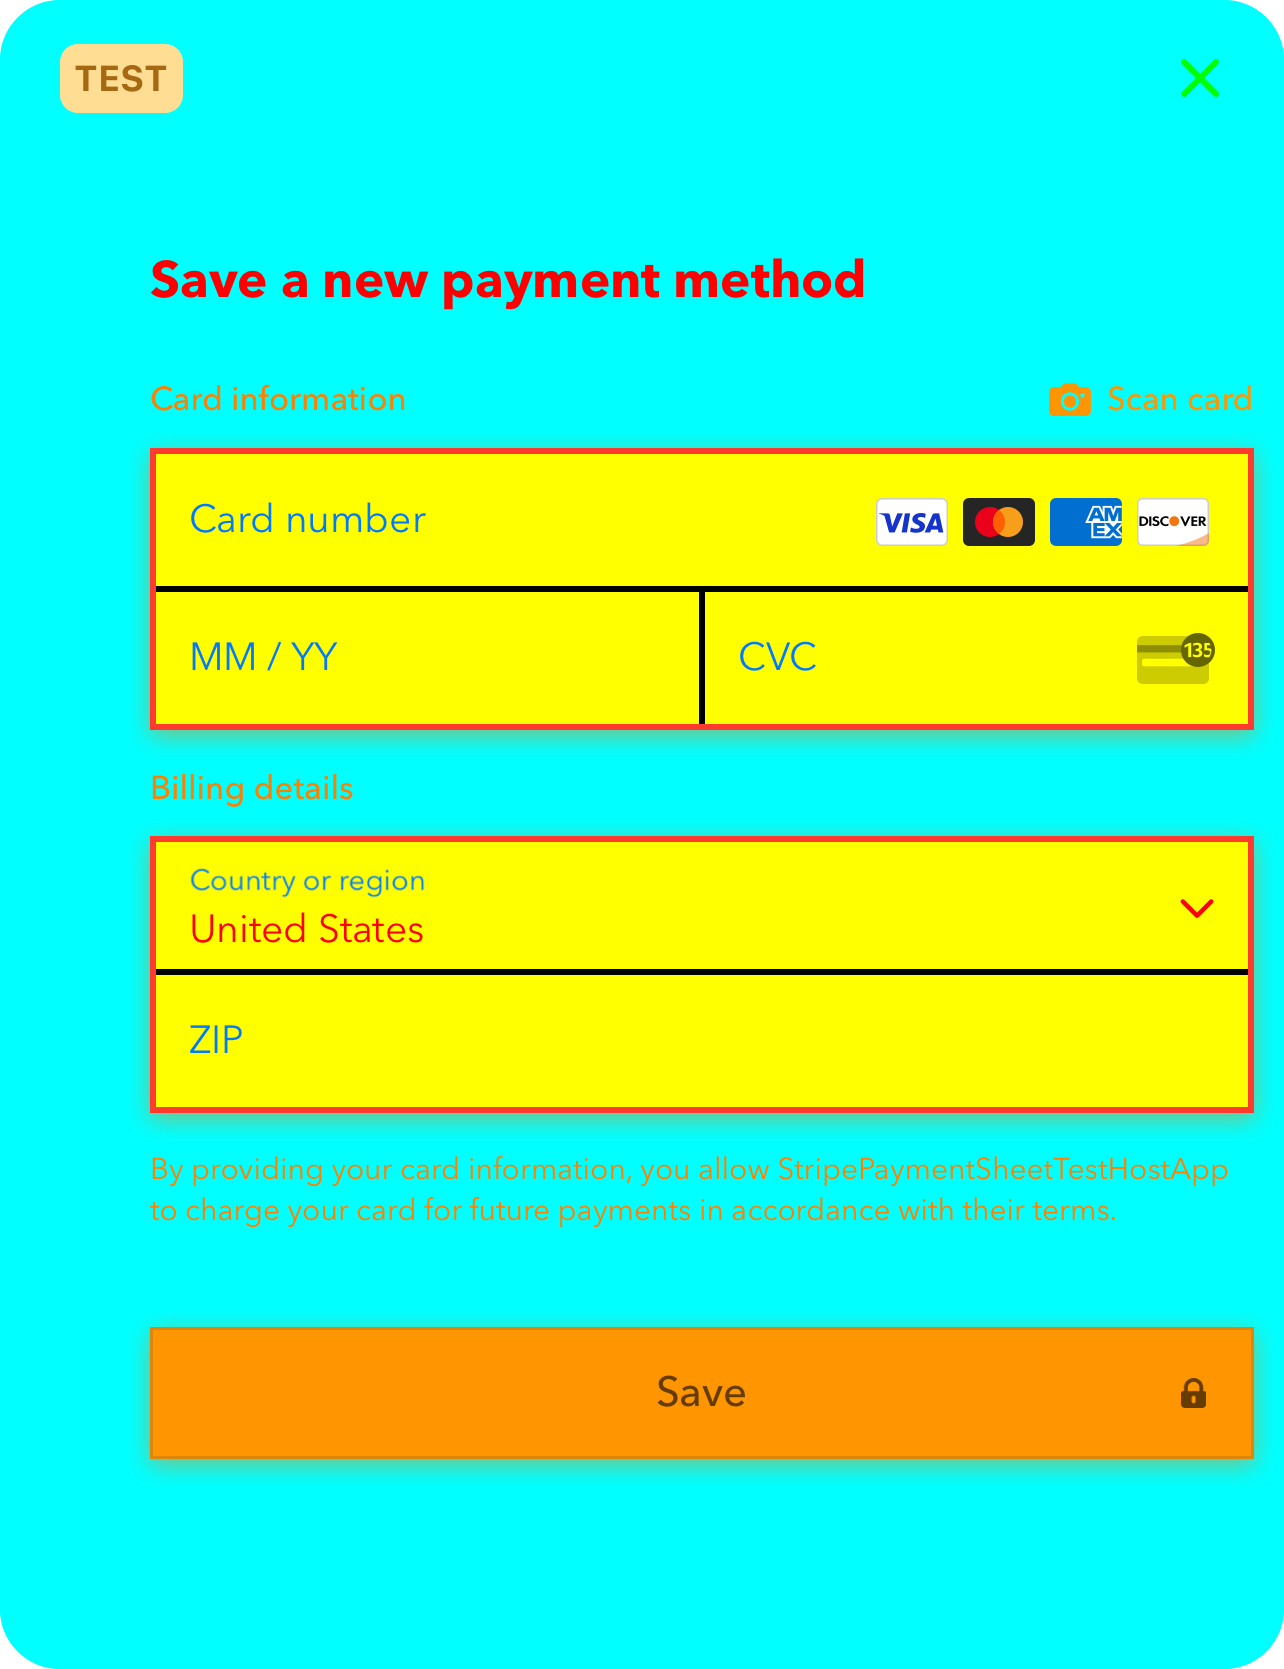 TEST
Save a new payment method
Card information
Scan card
Card number
VISA
AM
EX
DISCOVER
MM / YY
CVC
135
Billing details
Country or region
United States
ZIP
By providing your card information, you allow StripePaymentSheetTestHostApp
to charge your card for future payments in accordance with their terms.
Save